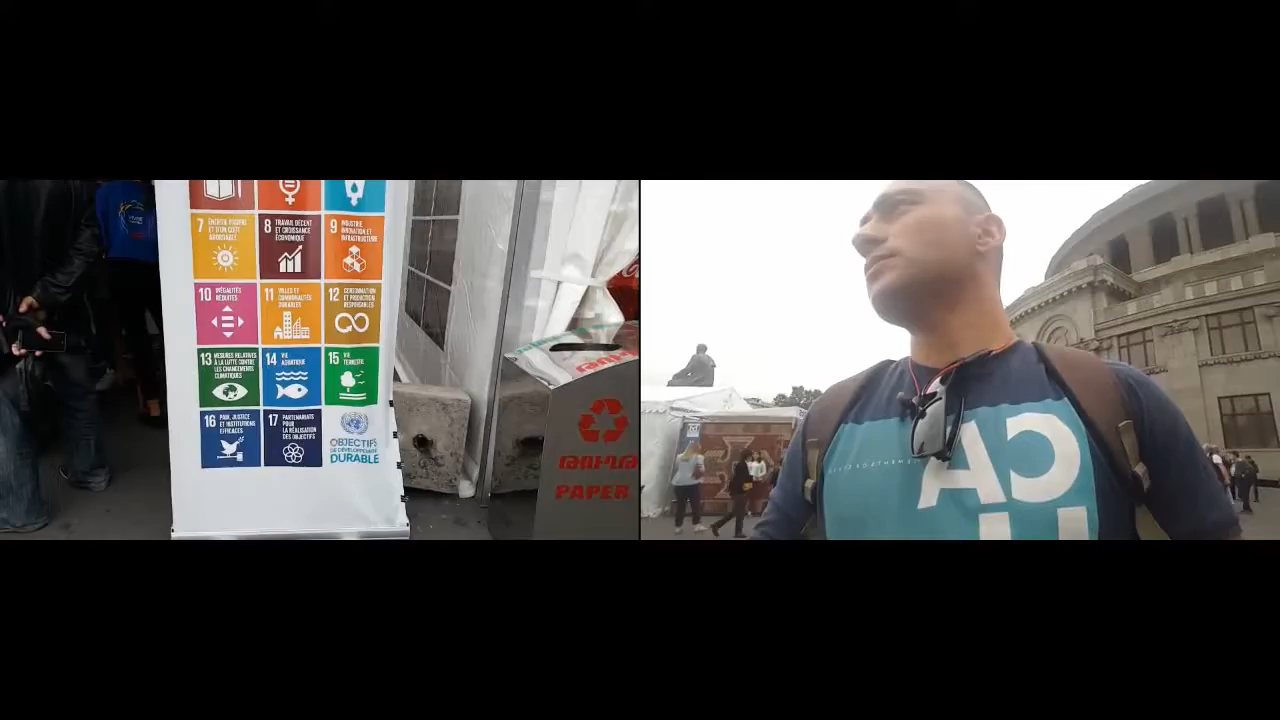 7 ÉNERGIE PROPRE
ET D'UN COÛT
ABORDABLE
8 TRAVAIL DÉCENT
ET CROISSANCE
ÉCONOMIQUE
9 INDUSTRIE,
INNOVATION ET
INFRASTRUCTURE
10 INÉGALITÉS
RÉDUITES
11 VILLES ET
COMMUNAUTÉS
DURABLES
12 CONSOMMATION
ET PRODUCTION
RESPONSABLES
13 MESURES RELATIVES
À LA LUTTE CONTRE
LES CHANGEMENTS
CLIMATIQUES
14 VIE
AQUATIQUE
15 VIE
TERRESTRE
16 PAIX, JUSTICE
ET INSTITUTIONS
EFFICACES
17 PARTENARIATS
POUR
LA RÉALISATION
DES OBJECTIFS
OBJECTIFS
DE DÉVELOPPEMENT
DURABLE
ԹՈՒՂԹ
PAPER
CA